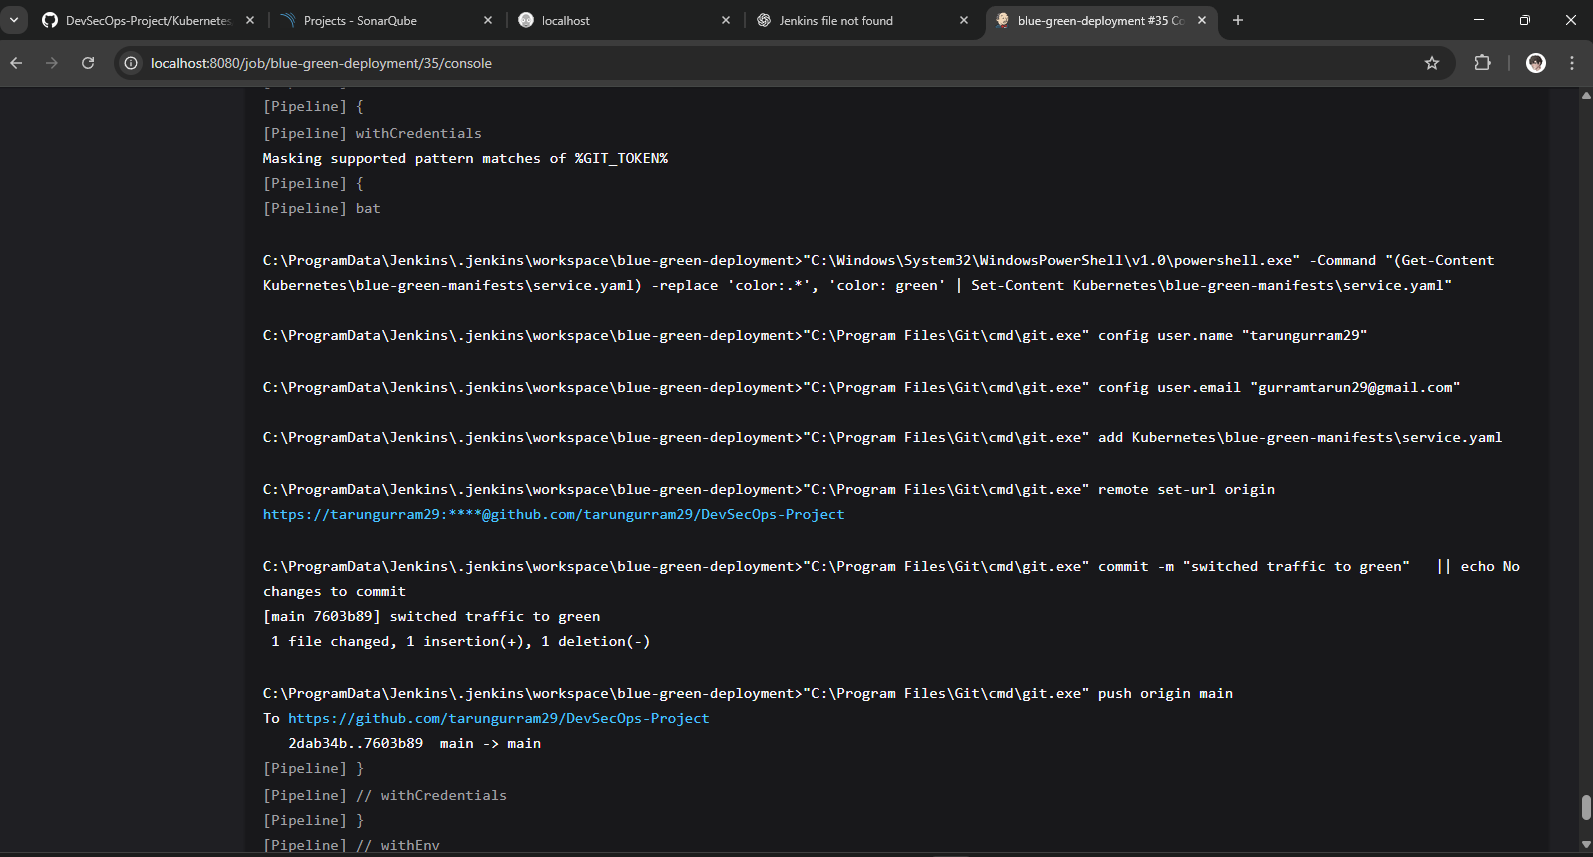 DevSecOps-Project/Kubernetes
Projects - SonarQube
localhost
Jenkins file not found
blue-green-deployment #35 Co
localhost:8080/job/blue-green-deployment/35/console
[Pipeline] {
[Pipeline] withCredentials
Masking supported pattern matches of %GIT_TOKEN%
[Pipeline] {
[Pipeline] bat
C:\ProgramData\Jenkins\.jenkins\workspace\blue-green-deployment>"C:\Windows\System32\WindowsPowerShell\v1.0\powershell.exe" -Command "(Get-Content
Kubernetes\blue-green-manifests\service.yaml) -replace 'color:.*', 'color: green' | Set-Content Kubernetes\blue-green-manifests\service.yaml"
C:\ProgramData\Jenkins\.jenkins\workspace\blue-green-deployment>"C:\Program Files\Git\cmd\git.exe" config user.name "tarungurram29"
C:\ProgramData\Jenkins\.jenkins\workspace\blue-green-deployment>"C:\Program Files\Git\cmd\git.exe" config user.email "gurramtarun29@gmail.com"
C:\ProgramData\Jenkins\.jenkins\workspace\blue-green-deployment>"C:\Program Files\Git\cmd\git.exe" add Kubernetes\blue-green-manifests\service.yaml
C:\ProgramData\Jenkins\.jenkins\workspace\blue-green-deployment>"C:\Program Files\Git\cmd\git.exe" remote set-url origin
https://tarungurram29:****@github.com/tarungurram29/DevSecOps-Project
C:\ProgramData\Jenkins\.jenkins\workspace\blue-green-deployment>"C:\Program Files\Git\cmd\git.exe" commit -m "switched traffic to green"   || echo No
changes to commit
[main 7603b89] switched traffic to green
1 file changed, 1 insertion(+), 1 deletion(-)
C:\ProgramData\Jenkins\.jenkins\workspace\blue-green-deployment>"C:\Program Files\Git\cmd\git.exe" push origin main
To https://github.com/tarungurram29/DevSecOps-Project
2dab34b..7603b89  main -> main
[Pipeline] }
[Pipeline] // withCredentials
[Pipeline] }
[Pipeline] // withEnv